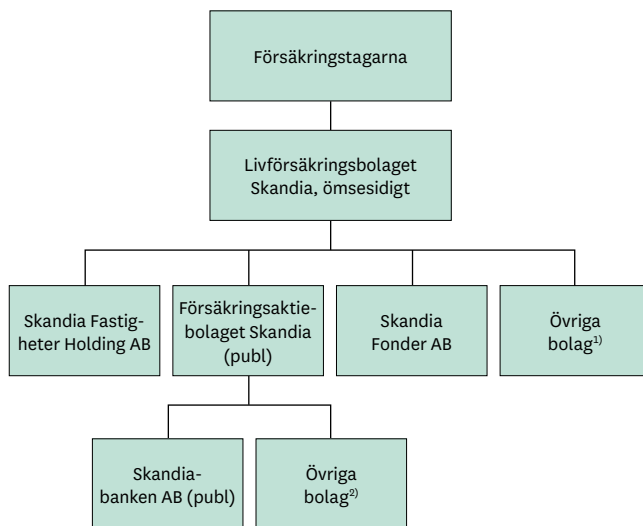 Försäkringstagarna
Livförsäkringsbolaget
Skandia, ömsesidigt
Skandia Fastig-
heter Holding AB
Försäkringsaktie-
bolaget Skandia
(publ)
Skandia
Fonder AB
Övriga
bolag¹⁾
Skandia-
banken AB (publ)
Övriga
bolag²⁾